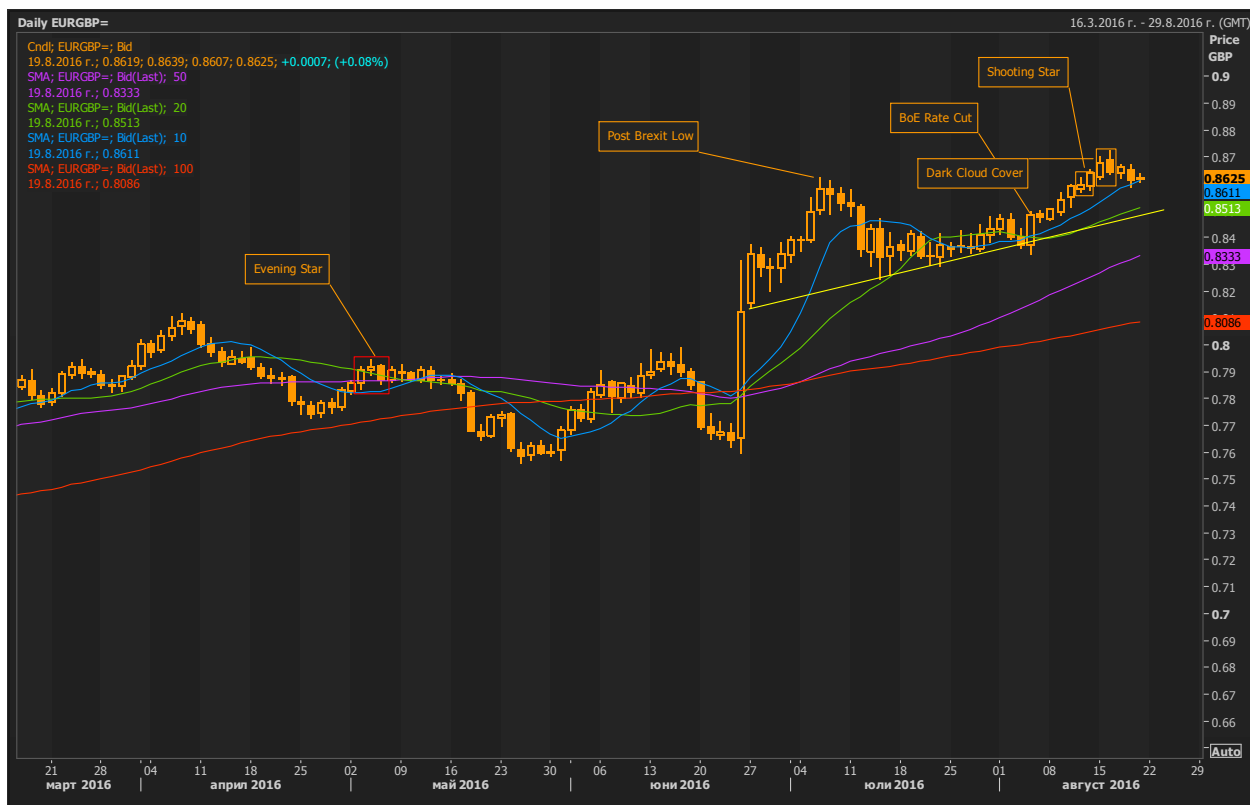 Daily EURGBP=
16.3.2016 г. - 29.8.2016 г. (GMT)
Cndl; EURGBP=; Bid
19.8.2016 г.; 0.8619; 0.8639; 0.8607; 0.8625; +0.0007; (+0.08%)
SMA; EURGBP=; Bid(Last); 50
19.8.2016 г.; 0.8333
SMA; EURGBP=; Bid(Last); 20
19.8.2016 г.; 0.8513
SMA; EURGBP=; Bid(Last); 10
19.8.2016 г.; 0.8611
SMA; EURGBP=; Bid(Last); 100
19.8.2016 г.; 0.8086
Price
GBP
Shooting Star
BoE Rate Cut
Post Brexit Low
Dark Cloud Cover
Evening Star
0.9
0.89
0.88
0.87
0.8625
0.8611
0.8513
0.84
0.8333
0.83
0.82
0.8086
0.8
0.79
0.78
0.77
0.76
0.75
0.74
0.73
0.72
0.71
0.7
0.69
0.68
0.67
0.66
Auto
21 28 04 11 18 25 02 09 16 23 30 06 13 20 27 04 11 18 25 01 08 15 22 29
март 2016 април 2016 май 2016 юни 2016 юли 2016 август 2016